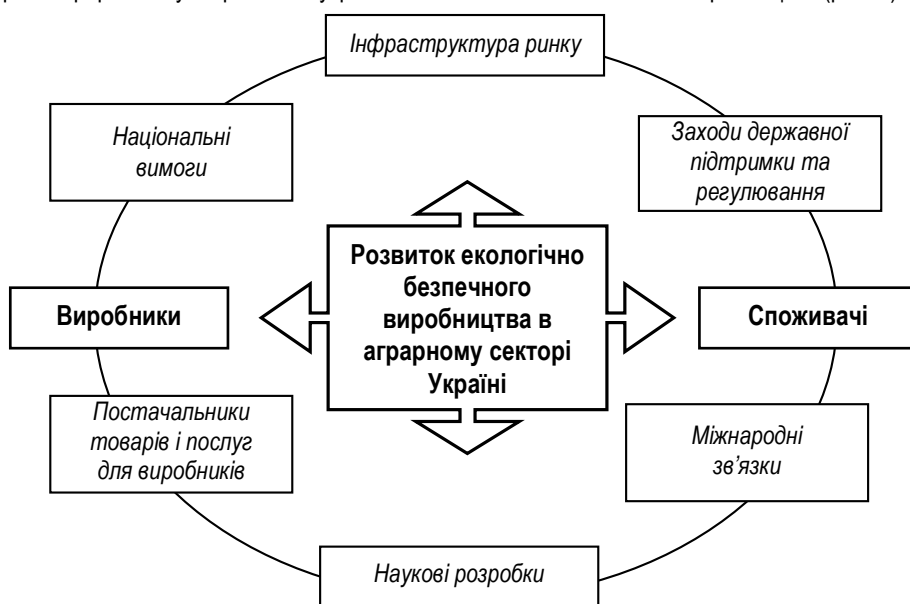 Інфраструктура ринку
Національні
вимоги
Заходи державної
підтримки та
регулювання
Розвиток екологічно
безпечного
виробництва в
аграрному секторі
Україні
Виробники
Споживачі
Постачальники
товарів і послуг
для виробників
Міжнародні
зв’язки
Наукові розробки